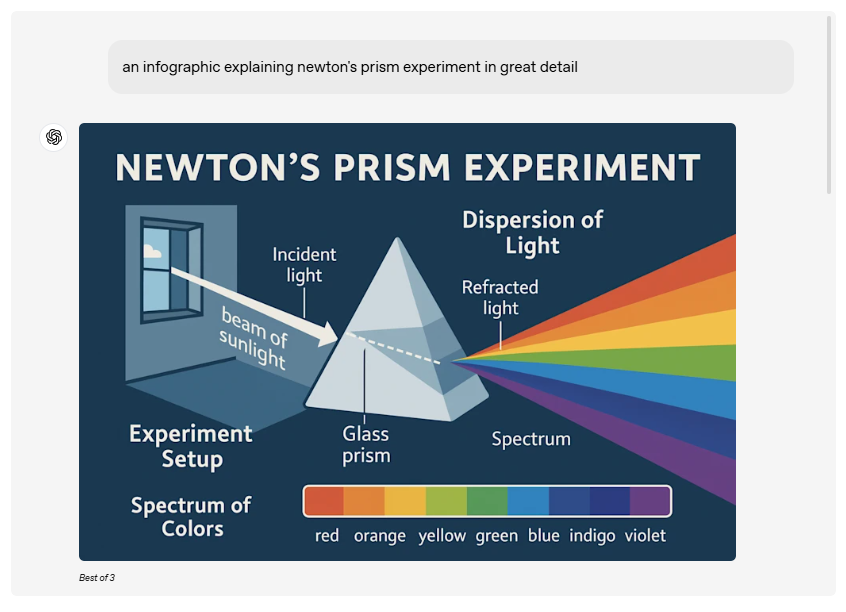 an infographic explaining newton's prism experiment in great detail
NEWTON'S PRISM EXPERIMENT
Dispersion of
Light
Incident
light
Refracted
light
beam of
sunlight
Experiment
Setup
Glass
prism
Spectrum
Spectrum of
Colors
red orange yellow green blue indigo violet
Best of 3